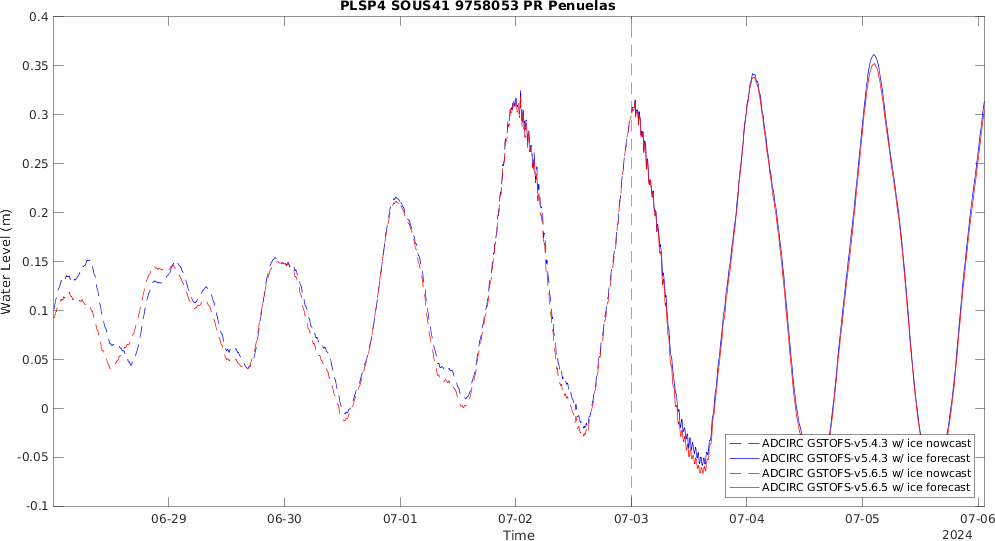 PLSP4 SOUS41 9758053 PR Penuelas
0.4
0.35
0.3
0.25
0.2
0.15
0.1
0.05
0
-0.05
-0.1
Water Level (m)
ADCIRC GSTOFS-v5.4.3 w/ ice nowcast
ADCIRC GSTOFS-v5.4.3 w/ ice forecast
ADCIRC GSTOFS-v5.6.5 w/ ice nowcast
ADCIRC GSTOFS-v5.6.5 w/ ice forecast
06-29 06-30 07-01 07-02 07-03 07-04 07-05 07-06
Time
2024